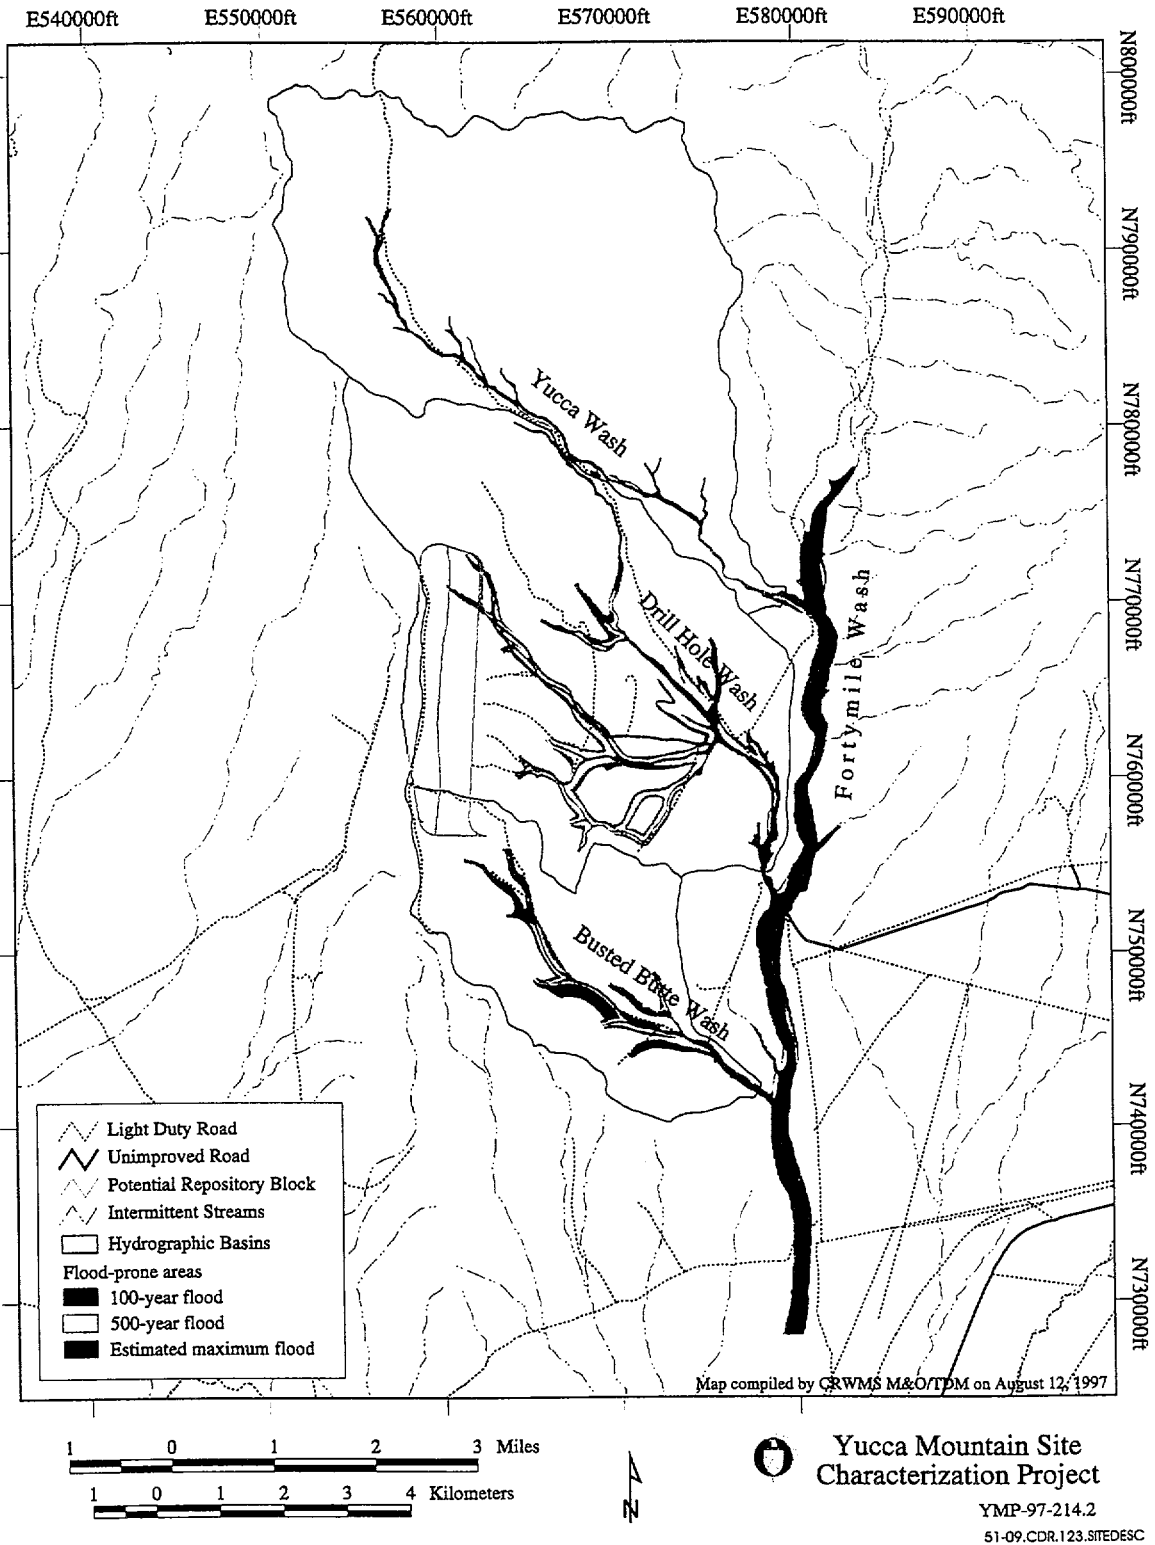 E540000ft E550000ft E560000ft E570000ft E580000ft E590000ft
N800000ft
N790000ft
N780000ft
N770000ft
N760000ft
N750000ft
N740000ft
N730000ft
Yucca Wash
Drill Hole Wash
Fortymile Wash
Busted Butte Wash
Light Duty Road
Unimproved Road
Potential Repository Block
Intermittent Streams
Hydrographic Basins
Flood-prone areas
100-year flood
500-year flood
Estimated maximum flood
Map compiled by CRWMS M&O/TDM on August 12, 1997
1 0 1 2 3 Miles
1 0 1 2 3 4 Kilometers
N
Yucca Mountain Site
Characterization Project
YMP-97-214.2
51-09.CDR.123.SITEDESC